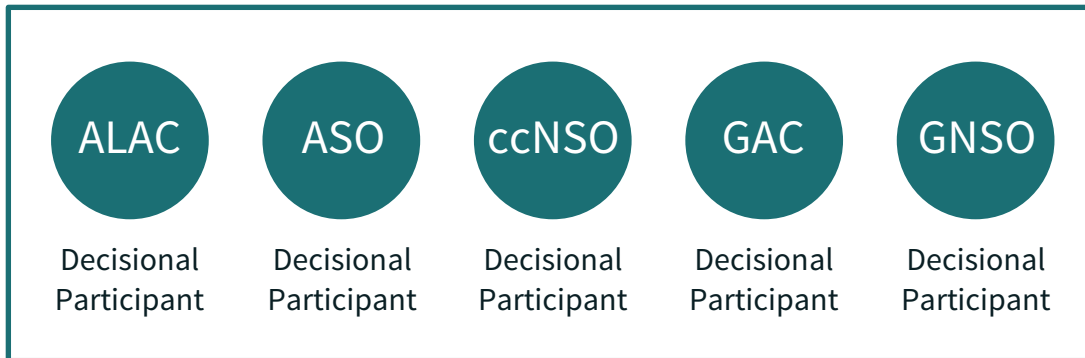 ALAC
ASO
ccNSO
GAC
GNSO
Decisional
Participant
Decisional
Participant
Decisional
Participant
Decisional
Participant
Decisional
Participant